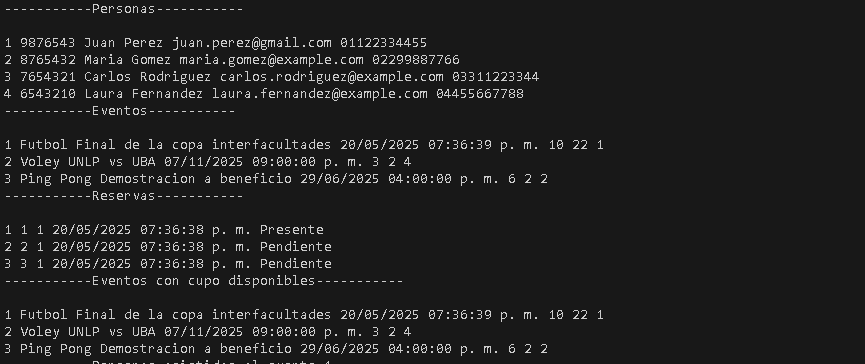 -----------Personas-----------
1 9876543 Juan Perez juan.perez@gmail.com 01122334455
2 8765432 Maria Gomez maria.gomez@example.com 02299887766
3 7654321 Carlos Rodriguez carlos.rodriguez@example.com 03311223344
4 6543210 Laura Fernandez laura.fernandez@example.com 04455667788
-----------Eventos-----------
1 Futbol Final de la copa interfacultades 20/05/2025 07:36:39 p. m. 10 22 1
2 Voley UNLP vs UBA 07/11/2025 09:00:00 p. m. 3 2 4
3 Ping Pong Demostracion a beneficio 29/06/2025 04:00:00 p. m. 6 2 2
-----------Reservas-----------
1 1 1 20/05/2025 07:36:38 p. m. Presente
2 2 1 20/05/2025 07:36:38 p. m. Pendiente
3 3 1 20/05/2025 07:36:38 p. m. Pendiente
-----------Eventos con cupo disponibles-----------
1 Futbol Final de la copa interfacultades 20/05/2025 07:36:39 p. m. 10 22 1
2 Voley UNLP vs UBA 07/11/2025 09:00:00 p. m. 3 2 4
3 Ping Pong Demostracion a beneficio 29/06/2025 04:00:00 p. m. 6 2 2